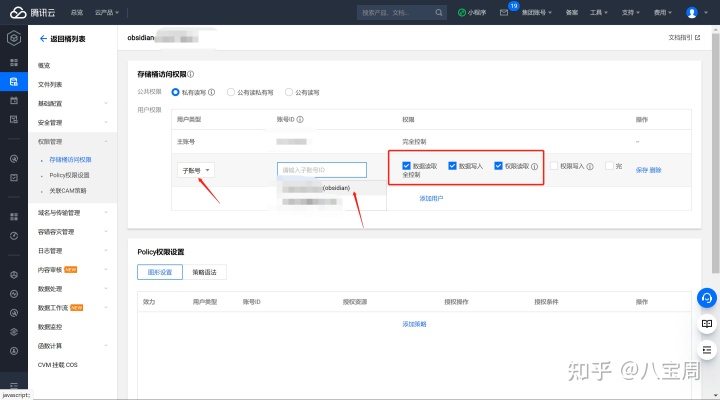 腾讯云 总览 云产品 搜索产品、文档... 小程序 19 集团账号 备案 工具 支持 费用
返回桶列表 obsidian 文档指引
概览
文件列表
基础配置
安全管理
权限管理
存储桶访问权限
Policy权限设置
关联CAM策略
域名与传输管理
容错容灾管理
日志管理
内容审核 NEW
数据处理
数据工作流 NEW
数据监控
函数计算
CVM 挂载 COS
存储桶访问权限
公共权限 私有读写 公有读私有写 公有读写
用户权限 用户类型 账号ID 权限 操作
主账号 完全控制 -
子账号 请输入子账号ID 数据读取 数据写入 权限读取 权限写入 完全控制 保存 删除
(obsidian)
添加用户
Policy权限设置
图形设置 策略语法
效力 用户类型 账号ID 授权资源 授权操作 授权条件 操作
添加策略
知乎 @八宝周
javascript:;